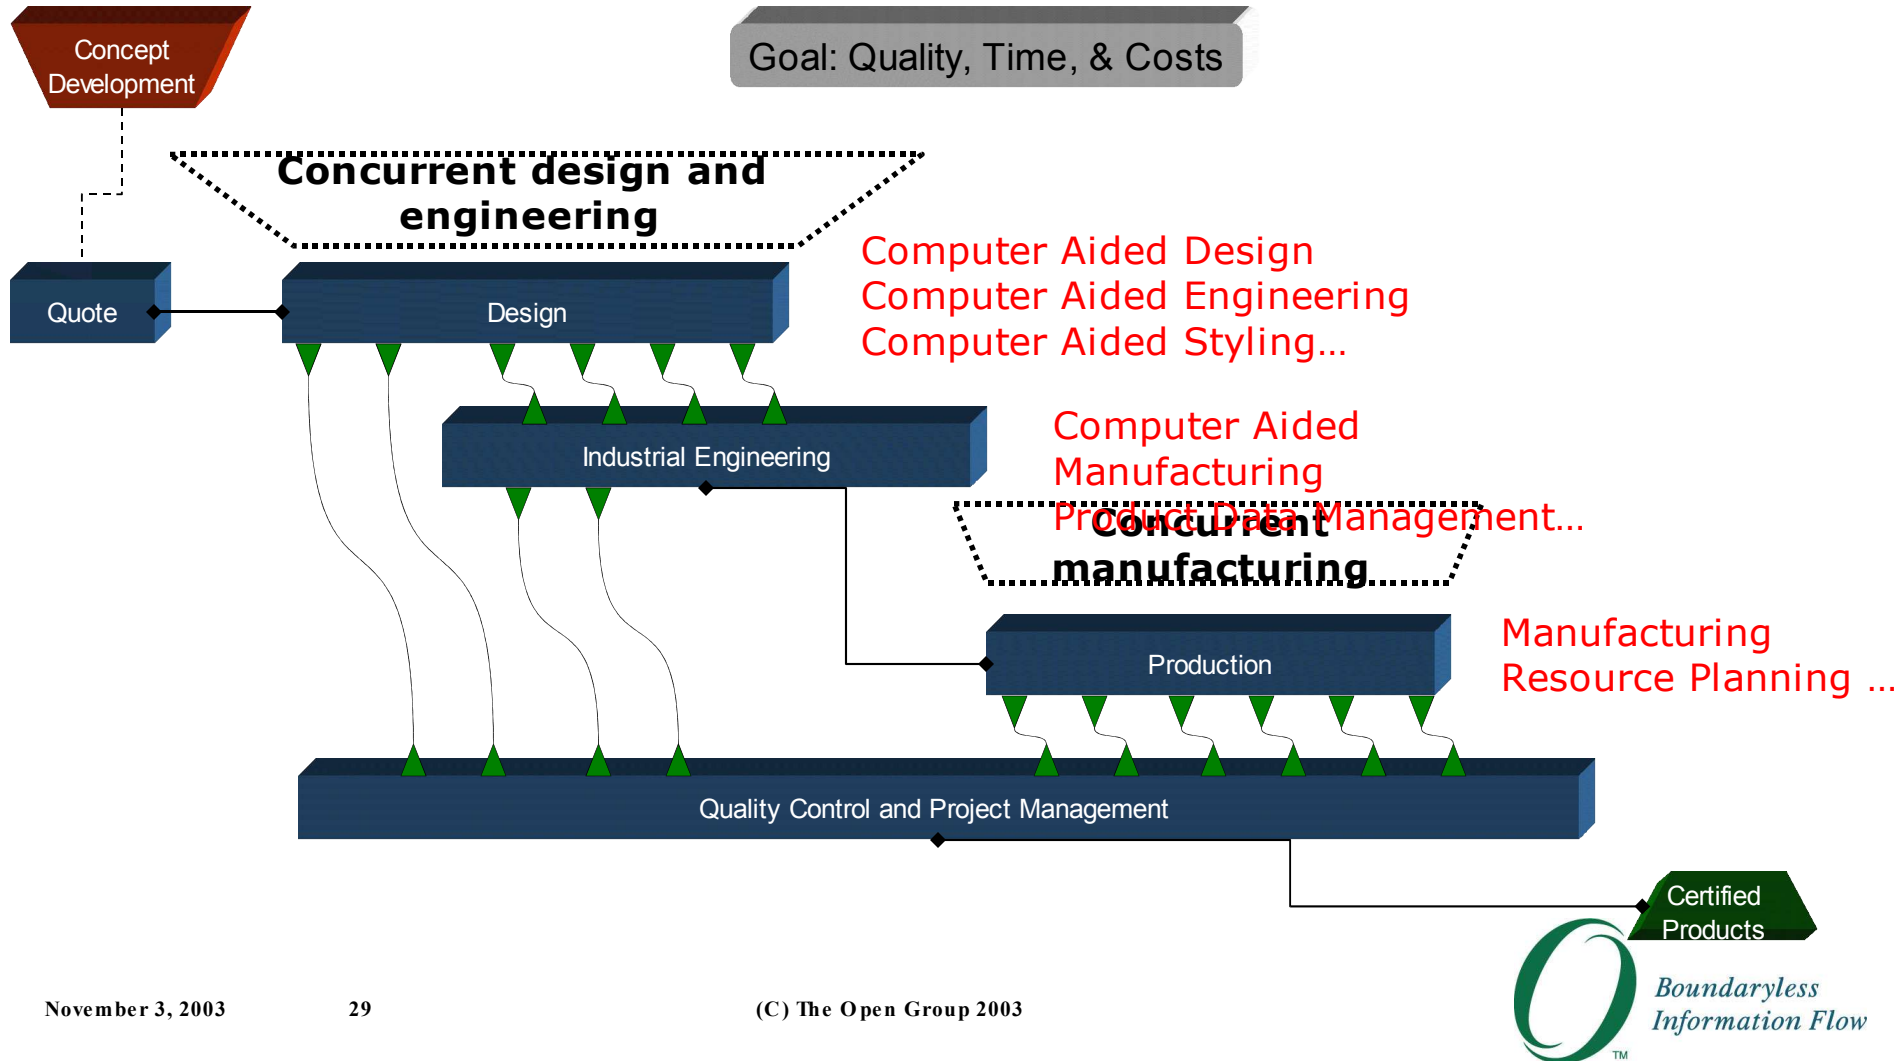 Concept
Development
Goal: Quality, Time, & Costs
Concurrent design and
engineering
Computer Aided Design
Computer Aided Engineering
Computer Aided Styling…
Quote
Design
Computer Aided
Manufacturing
Product Data Management…
Industrial Engineering
Concurrent
manufacturing
Manufacturing
Resource Planning …
Production
Quality Control and Project Management
Certified
Products
Boundaryless
Information Flow
TM
November 3, 2003 29 (C) The Open Group 2003